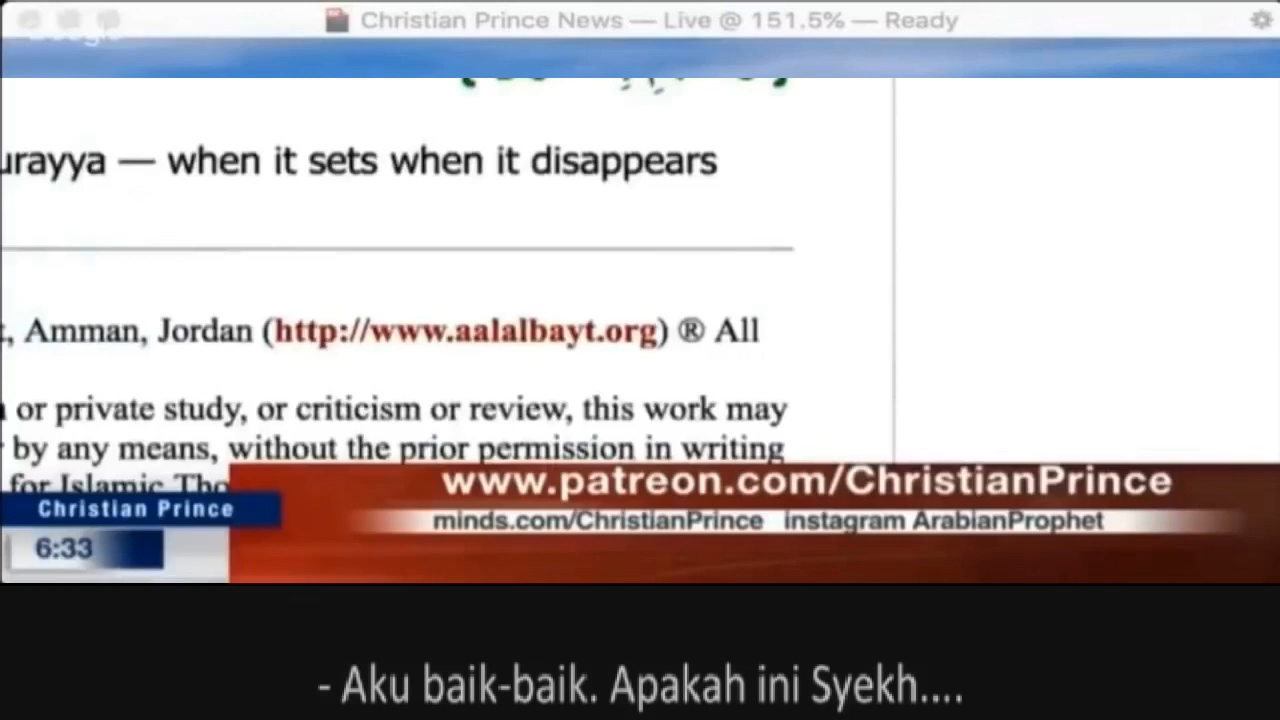 Christian Prince News — Live @ 151.5% — Ready
urayya — when it sets when it disappears
, Amman, Jordan (http://www.aalalbayt.org) ® All
or private study, or criticism or review, this work may
by any means, without the prior permission in writing
for Islamic Tho
www.patreon.com/ChristianPrince
Christian Prince
minds.com/ChristianPrince instagram ArabianProphet
6:33
- Aku baik-baik. Apakah ini Syekh....